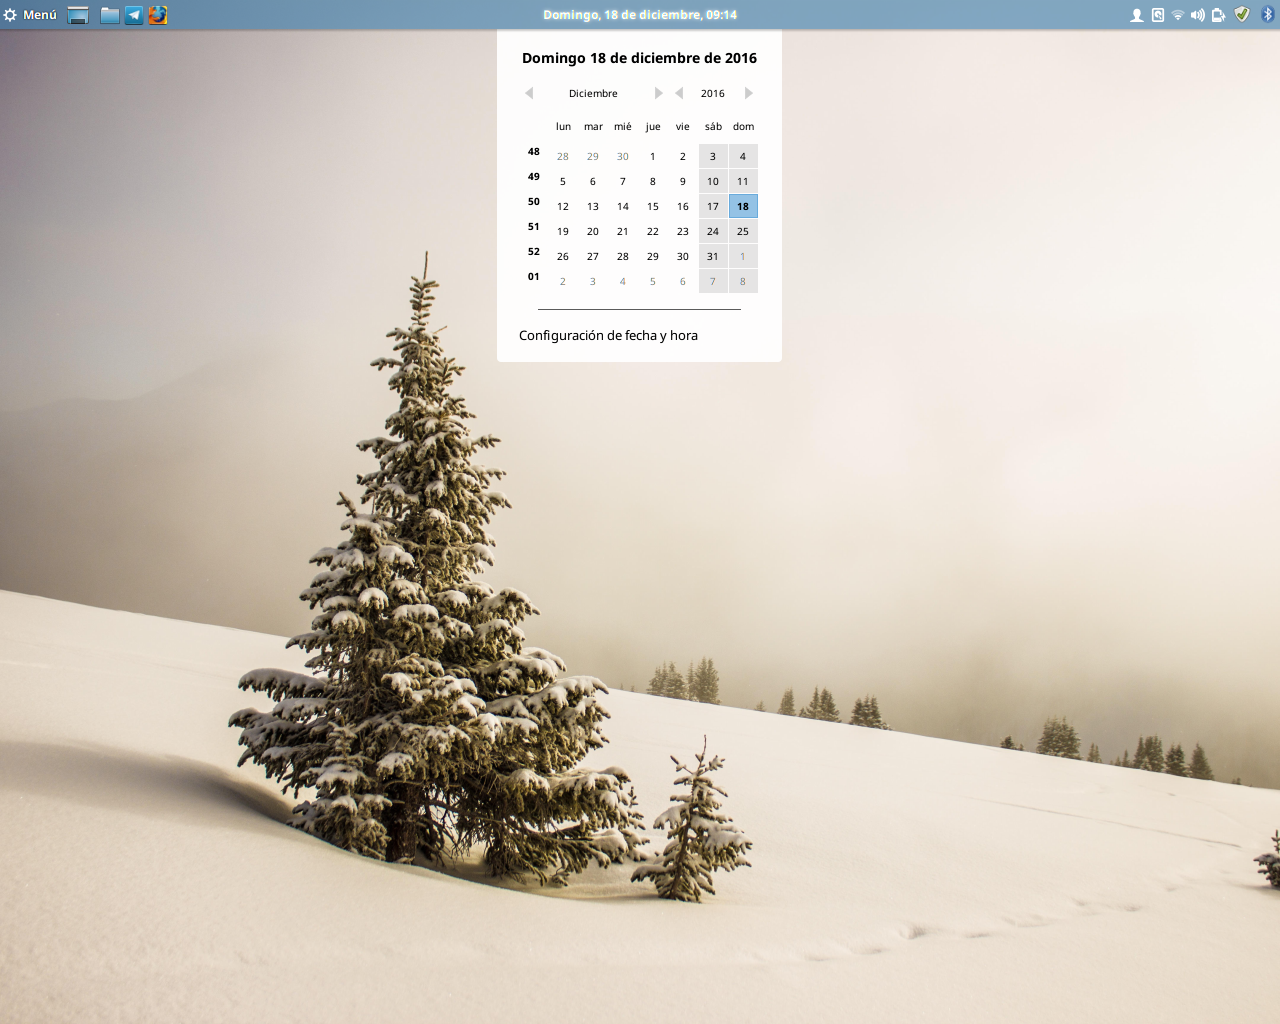 Menú
Domingo, 18 de diciembre, 09:14
Domingo 18 de diciembre de 2016
Diciembre 2016
lun mar mié jue vie sáb dom
48 28 29 30 1 2 3 4
49 5 6 7 8 9 10 11
50 12 13 14 15 16 17 18
51 19 20 21 22 23 24 25
52 26 27 28 29 30 31 1
01 2 3 4 5 6 7 8
Configuración de fecha y hora